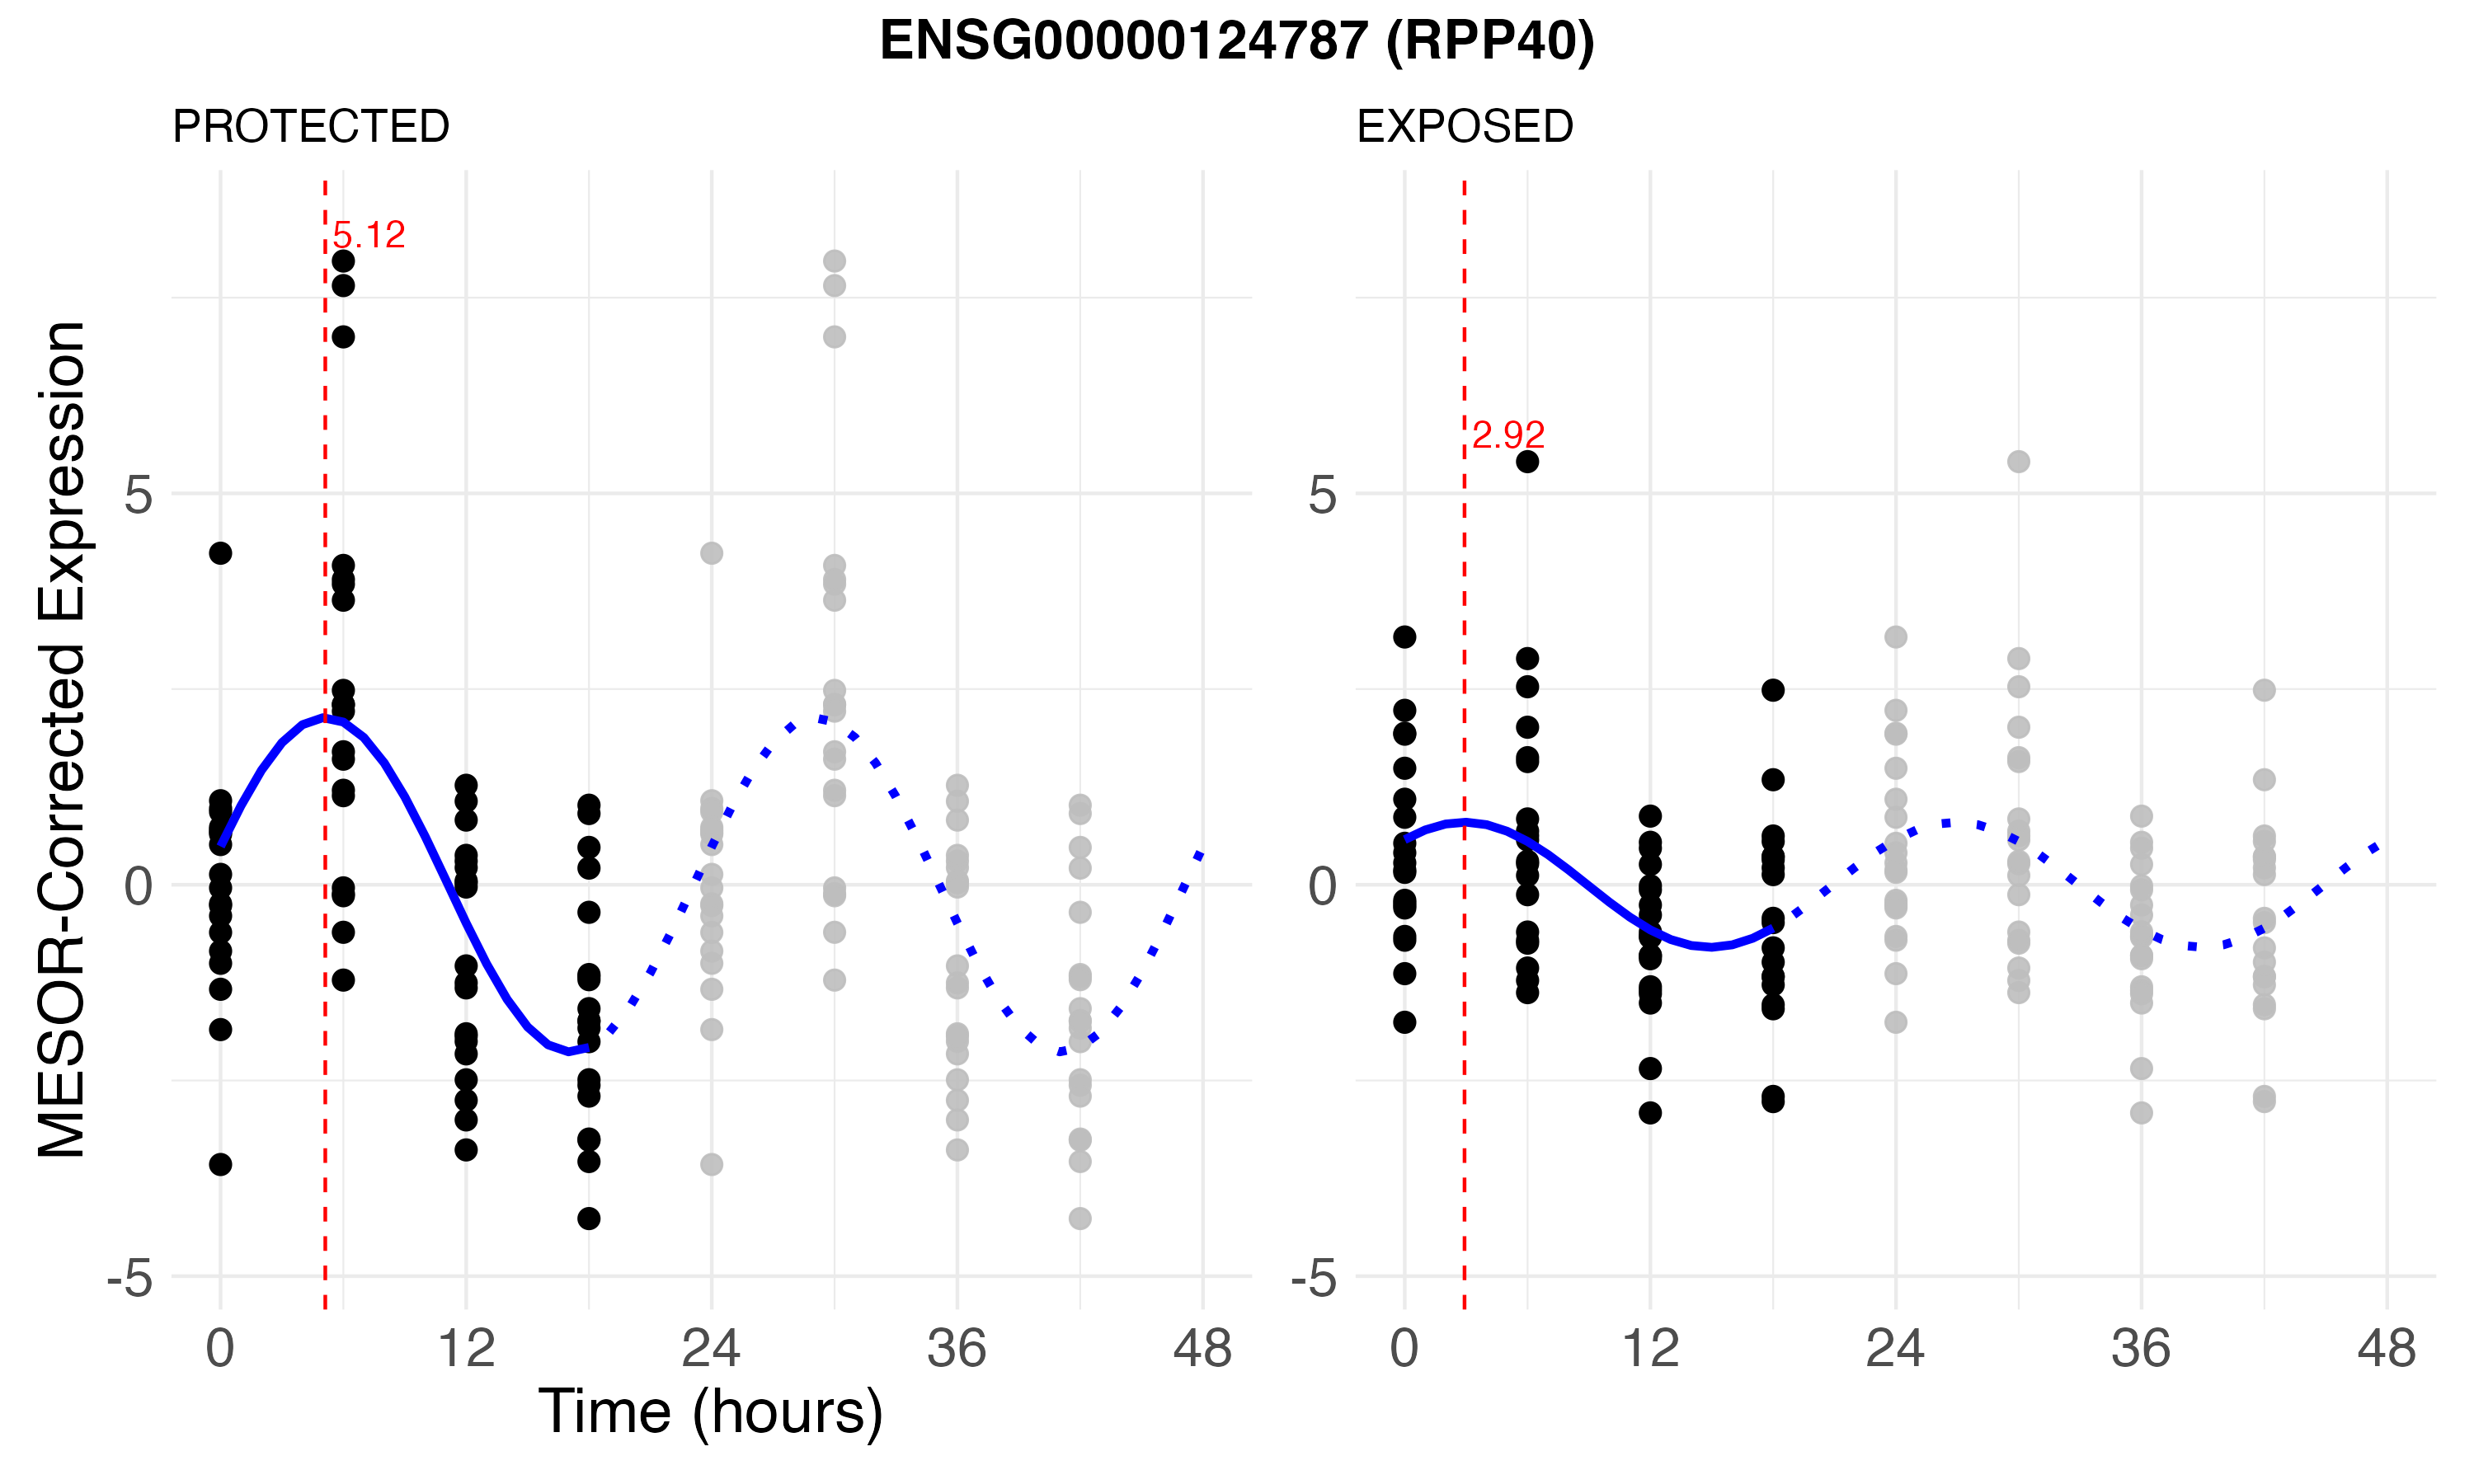 ENSG00000124787 (RPP40)
PROTECTED
EXPOSED
MESOR-Corrected Expression
5.12
2.92
5
0
-5
5
0
-5
0 12 24 36 48
0 12 24 36 48
Time (hours)